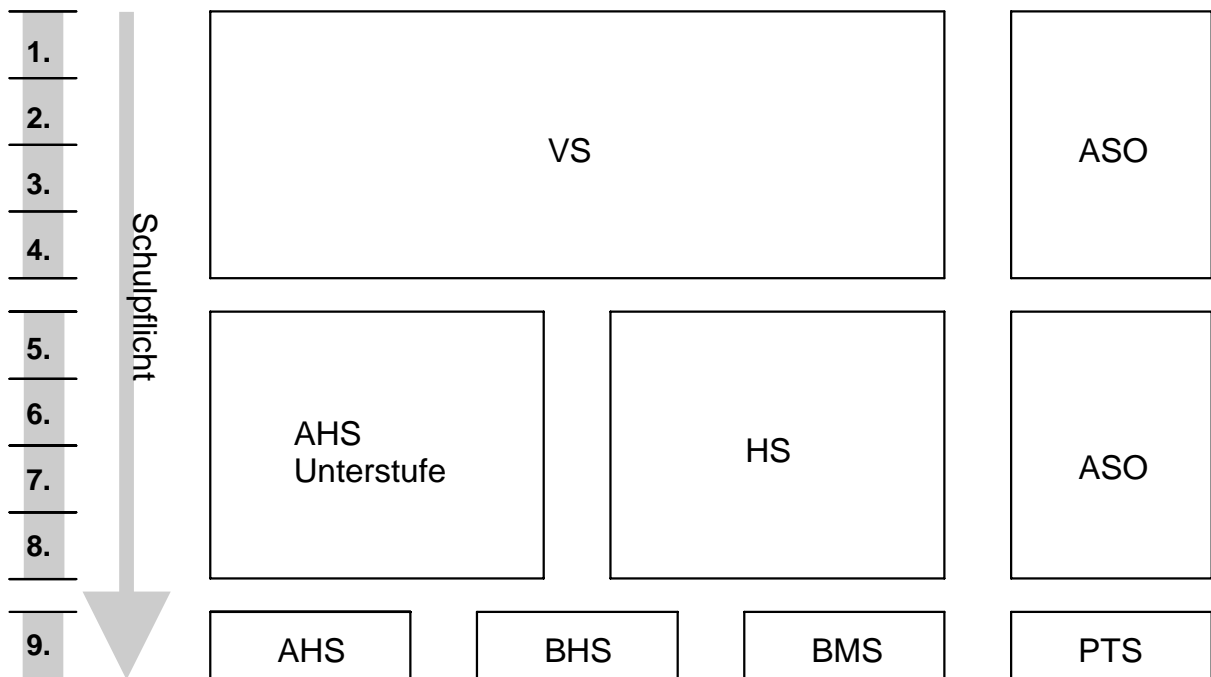 1.
2.
VS
ASO
3.
4.
Schulpflicht
5.
6.
AHS
Unterstufe
HS
ASO
7.
8.
9.
AHS
BHS
BMS
PTS